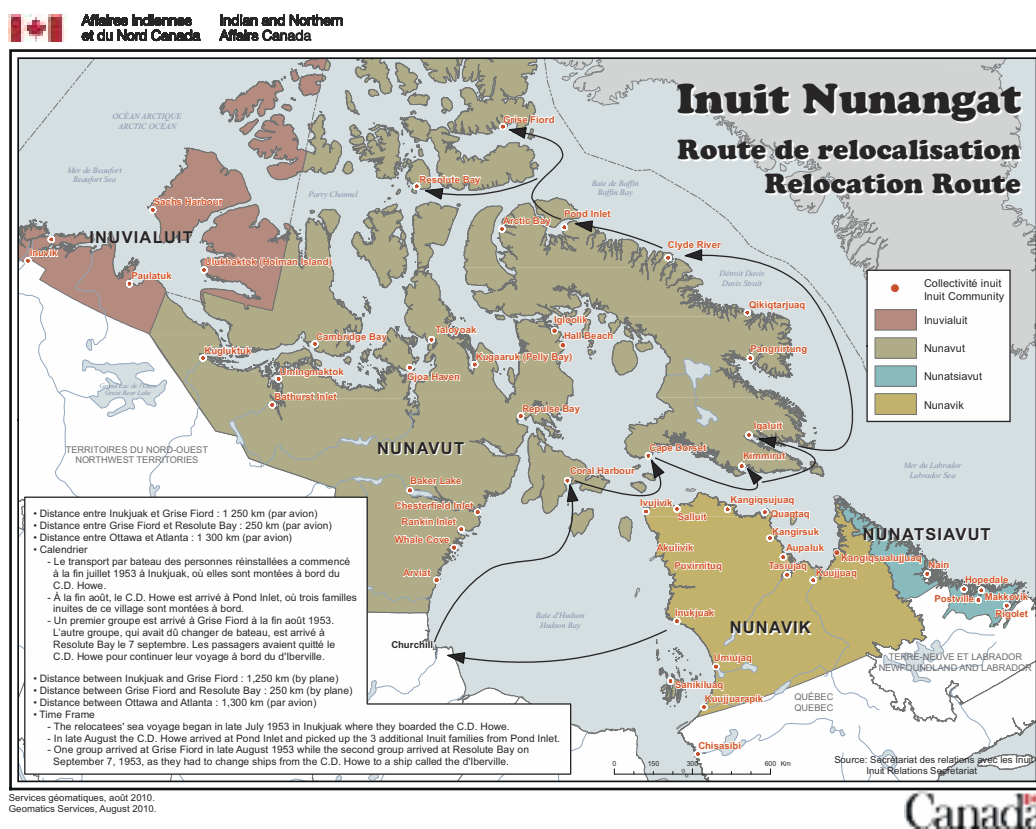 Affaires indiennes
et du Nord Canada
Indian and Northern
Affairs Canada
Inuit Nunangat
Route de relocalisation
Relocation Route
OCÉAN ARCTIQUE
ARCTIC OCEAN
Mer de Beaufort
Beaufort Sea
Parry Channel
Baie de Baffin
Baffin Bay
Détroit Davis
Davis Strait
Grise Fiord
Resolute Bay
Sachs Harbour
INUVIALUIT
Inuvik
Ulukhaktok (Holman Island)
Paulatuk
Arctic Bay
Pond Inlet
Clyde River
Qikiqtarjuaq
Pangnirtung
Igloolik
Hall Beach
Taloyoak
Cambridge Bay
Kugaaruk (Pelly Bay)
Gjoa Haven
Kugluktuk
Umingmaktok
Bathurst Inlet
Grand Lac de l'Ours
Great Bear Lake
Repulse Bay
Iqaluit
Cape Dorset
Kimmirut
Coral Harbour
NUNAVUT
TERRITOIRES DU NORD-OUEST
NORTHWEST TERRITORIES
Baker Lake
Chesterfield Inlet
Rankin Inlet
Whale Cove
Arviat
Churchill
Collectivité inuit
Inuit Community
Inuvialuit
Nunavut
Nunatsiavut
Nunavik
Mer du Labrador
Labrador Sea
Ivujivik
Salluit
Kangiqsujuaq
Quaqtaq
Kangirsuk
Akulivik
Aupaluk
Puvirnituq
Tasiujaq
Kuujjuaq
Kangiqsualujjuaq
NUNATSIAVUT
Nain
Hopedale
Postville
Makkovik
Rigolet
Inukjuak
NUNAVIK
Baie d'Hudson
Hudson Bay
Umiujaq
Sanikiluaq
Kuujjuarapik
Chisasibi
TERRE-NEUVE ET LABRADOR
NEWFOUNDLAND AND LABRADOR
QUÉBEC
QUEBEC
• Distance entre Inukjuak et Grise Fiord : 1 250 km (par avion)
• Distance entre Grise Fiord et Resolute Bay : 250 km (par avion)
• Distance entre Ottawa et Atlanta : 1 300 km (par avion)
• Calendrier
- Le transport par bateau des personnes réinstallées a commencé
à la fin juillet 1953 à Inukjuak, où elles sont montées à bord du
C.D. Howe.
- À la fin août, le C.D. Howe est arrivé à Pond Inlet, où trois familles
inuites de ce village sont montées à bord.
- Un premier groupe est arrivé à Grise Fiord à la fin août 1953.
L'autre groupe, qui avait dû changer de bateau, est arrivé à
Resolute Bay le 7 septembre. Les passagers avaient quitté le
C.D. Howe pour continuer leur voyage à bord du d'Iberville.
• Distance between Inukjuak and Grise Fiord : 1,250 km (by plane)
• Distance between Grise Fiord and Resolute Bay : 250 km (by plane)
• Distance between Ottawa and Atlanta : 1,300 km (par avion)
• Time Frame
- The relocatees' sea voyage began in late July 1953 in Inukjuak where they boarded the C.D. Howe.
- In late August the C.D. Howe arrived at Pond Inlet and picked up the 3 additional Inuit families from Pond Inlet.
- One group arrived at Grise Fiord in late August 1953 while the second group arrived at Resolute Bay on
September 7, 1953, as they had to change ships from the C.D. Howe to a ship called the d'Iberville.
0 150 300 600 Km
Source: Secrétariat des relations avec les Inuit
Inuit Relations Secretariat
Services géomatiques, août 2010.
Geomatics Services, August 2010.
Canada